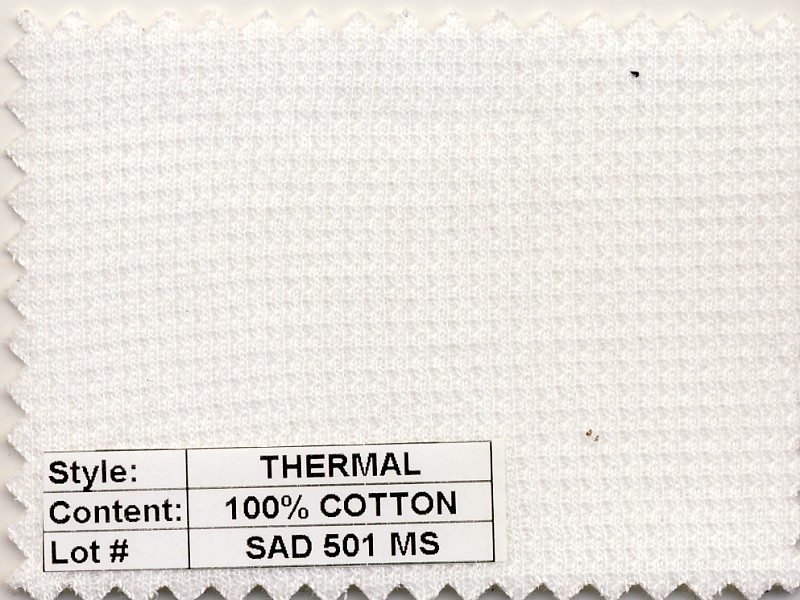 Style: THERMAL
Content: 100% COTTON
Lot # SAD 501 MS